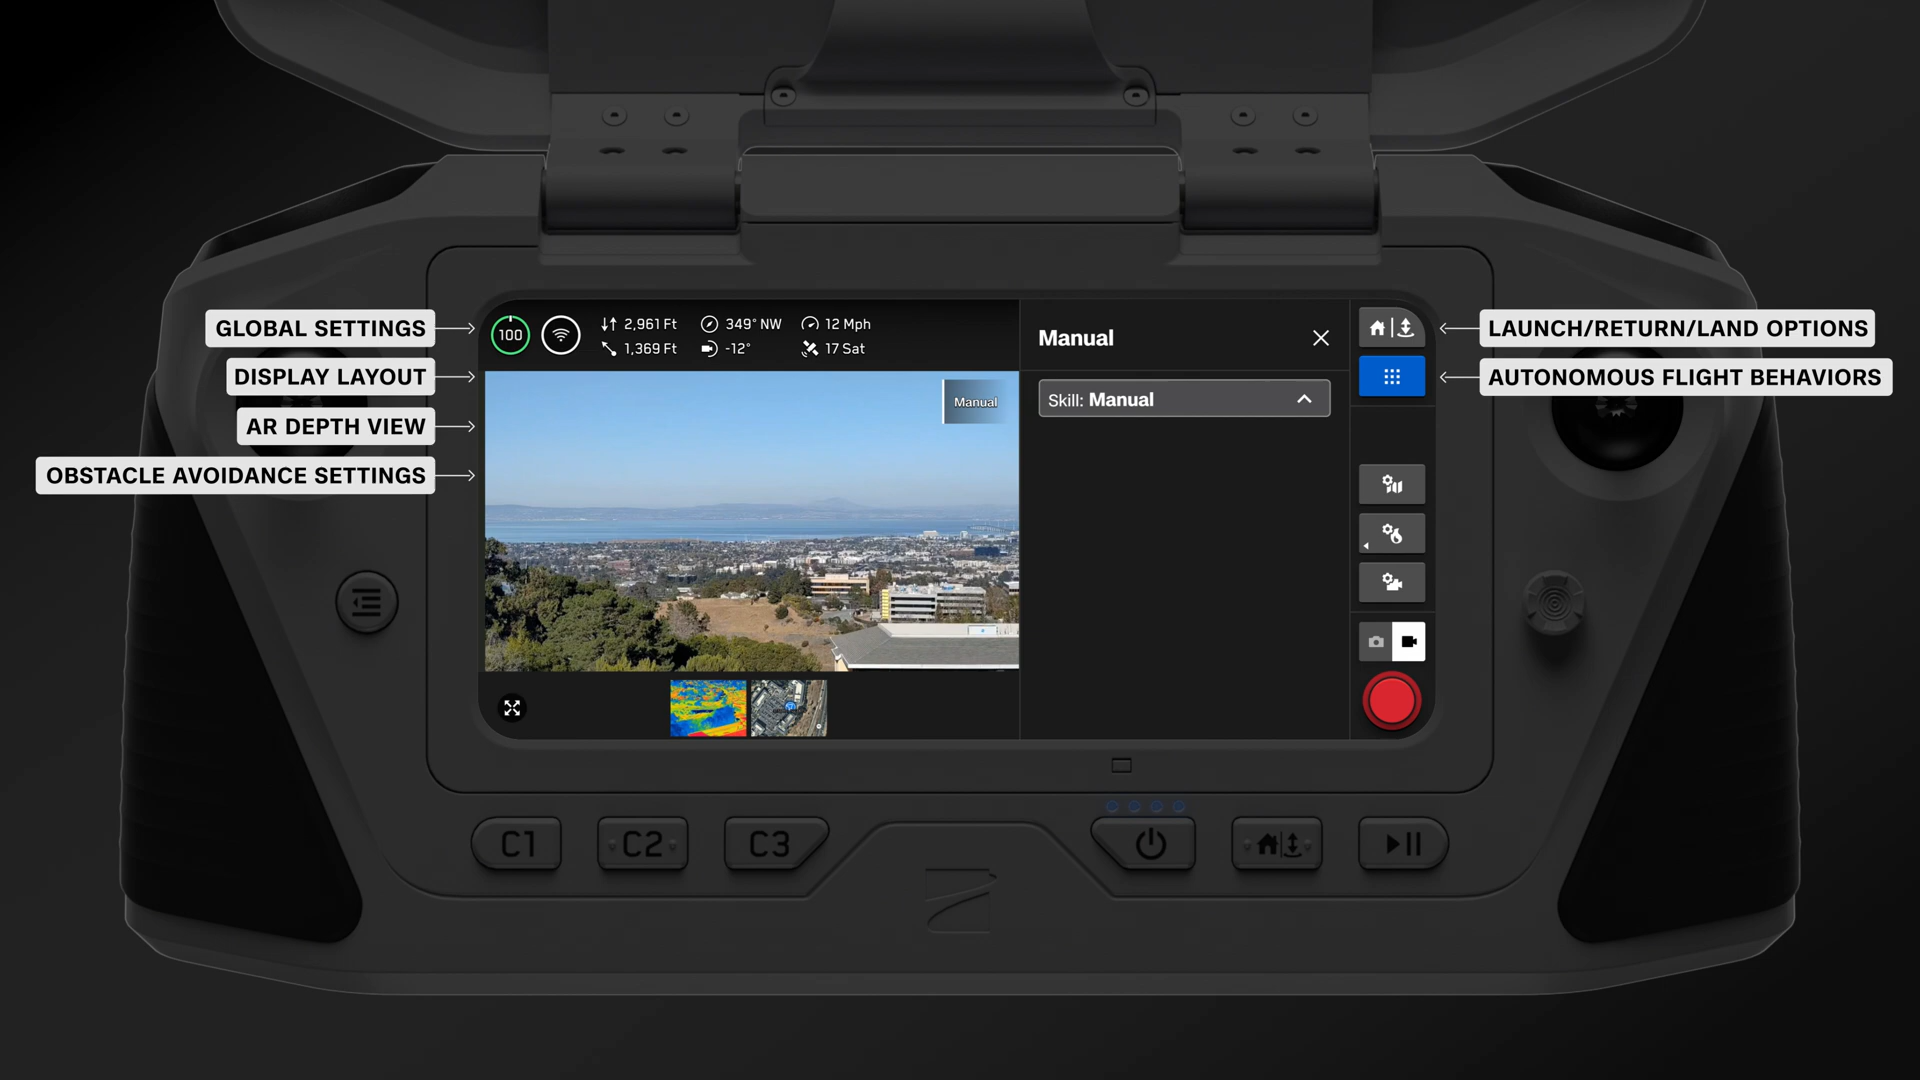 GLOBAL SETTINGS
DISPLAY LAYOUT
AR DEPTH VIEW
OBSTACLE AVOIDANCE SETTINGS
100
2,961 Ft
349° NW
12 Mph
1,369 Ft
-12°
17 Sat
Manual
Manual
Skill: Manual
LAUNCH/RETURN/LAND OPTIONS
AUTONOMOUS FLIGHT BEHAVIORS
C1
C2
C3